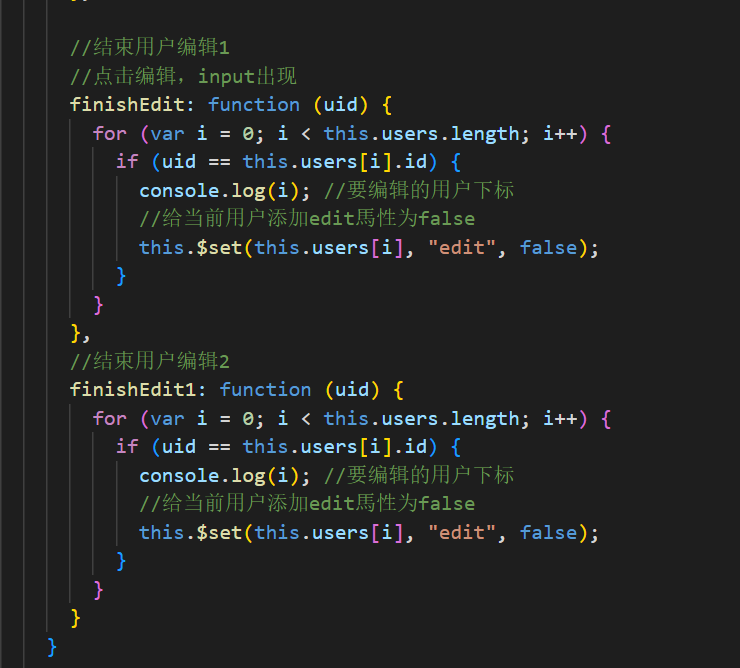 //结束用户编辑1
//点击编辑，input出现
finishEdit: function (uid) {
for (var i = 0; i < this.users.length; i++) {
if (uid == this.users[i].id) {
console.log(i); //要编辑的用户下标
//给当前用户添加edit馬性为false
this.$set(this.users[i], "edit", false);
}
}
},
//结束用户编辑2
finishEdit1: function (uid) {
for (var i = 0; i < this.users.length; i++) {
if (uid == this.users[i].id) {
console.log(i); //要编辑的用户下标
//给当前用户添加edit馬性为false
this.$set(this.users[i], "edit", false);
}
}
}
}